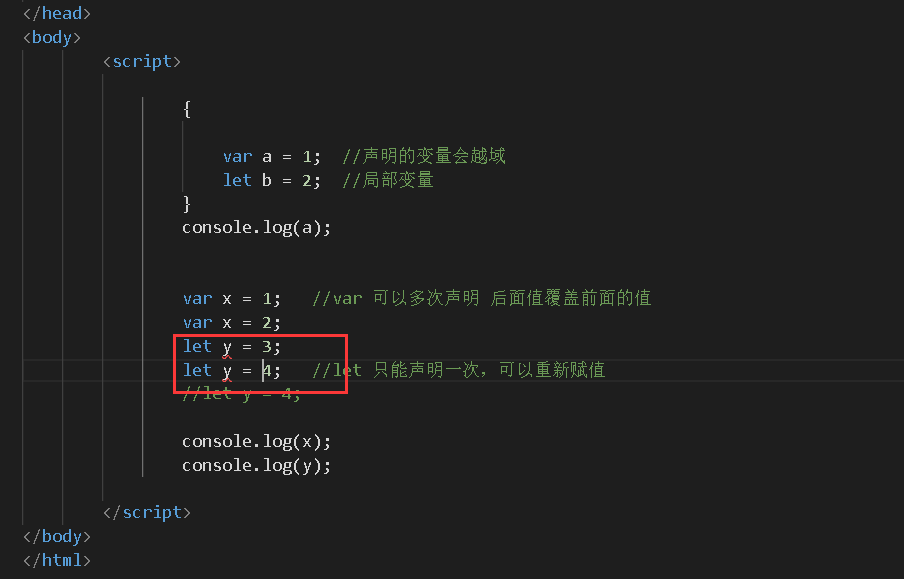 </head>
<body>
<script>
{
var a = 1;  //声明的变量会越域
let b = 2;  //局部变量
}
console.log(a);
var x = 1;   //var 可以多次声明 后面值覆盖前面的值
var x = 2;
let y = 3;
let y = 4;   //let 只能声明一次，可以重新赋值
//let y = 4;
console.log(x);
console.log(y);
</script>
</body>
</html>